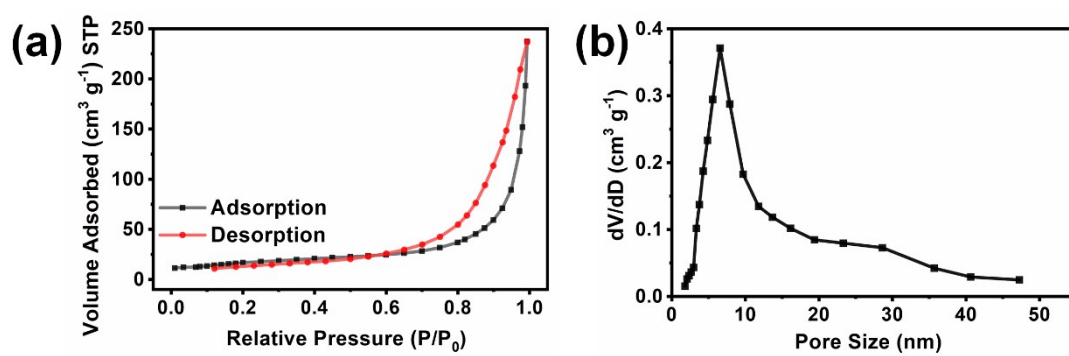 (a)
Volume Adsorbed (cm³ g⁻¹) STP
250
200
150
100
50
0
Adsorption
Desorption
0.0 0.2 0.4 0.6 0.8 1.0
Relative Pressure (P/P₀)
(b)
dV/dD (cm³ g⁻¹)
0.4
0.3
0.2
0.1
0.0
0 10 20 30 40 50
Pore Size (nm)